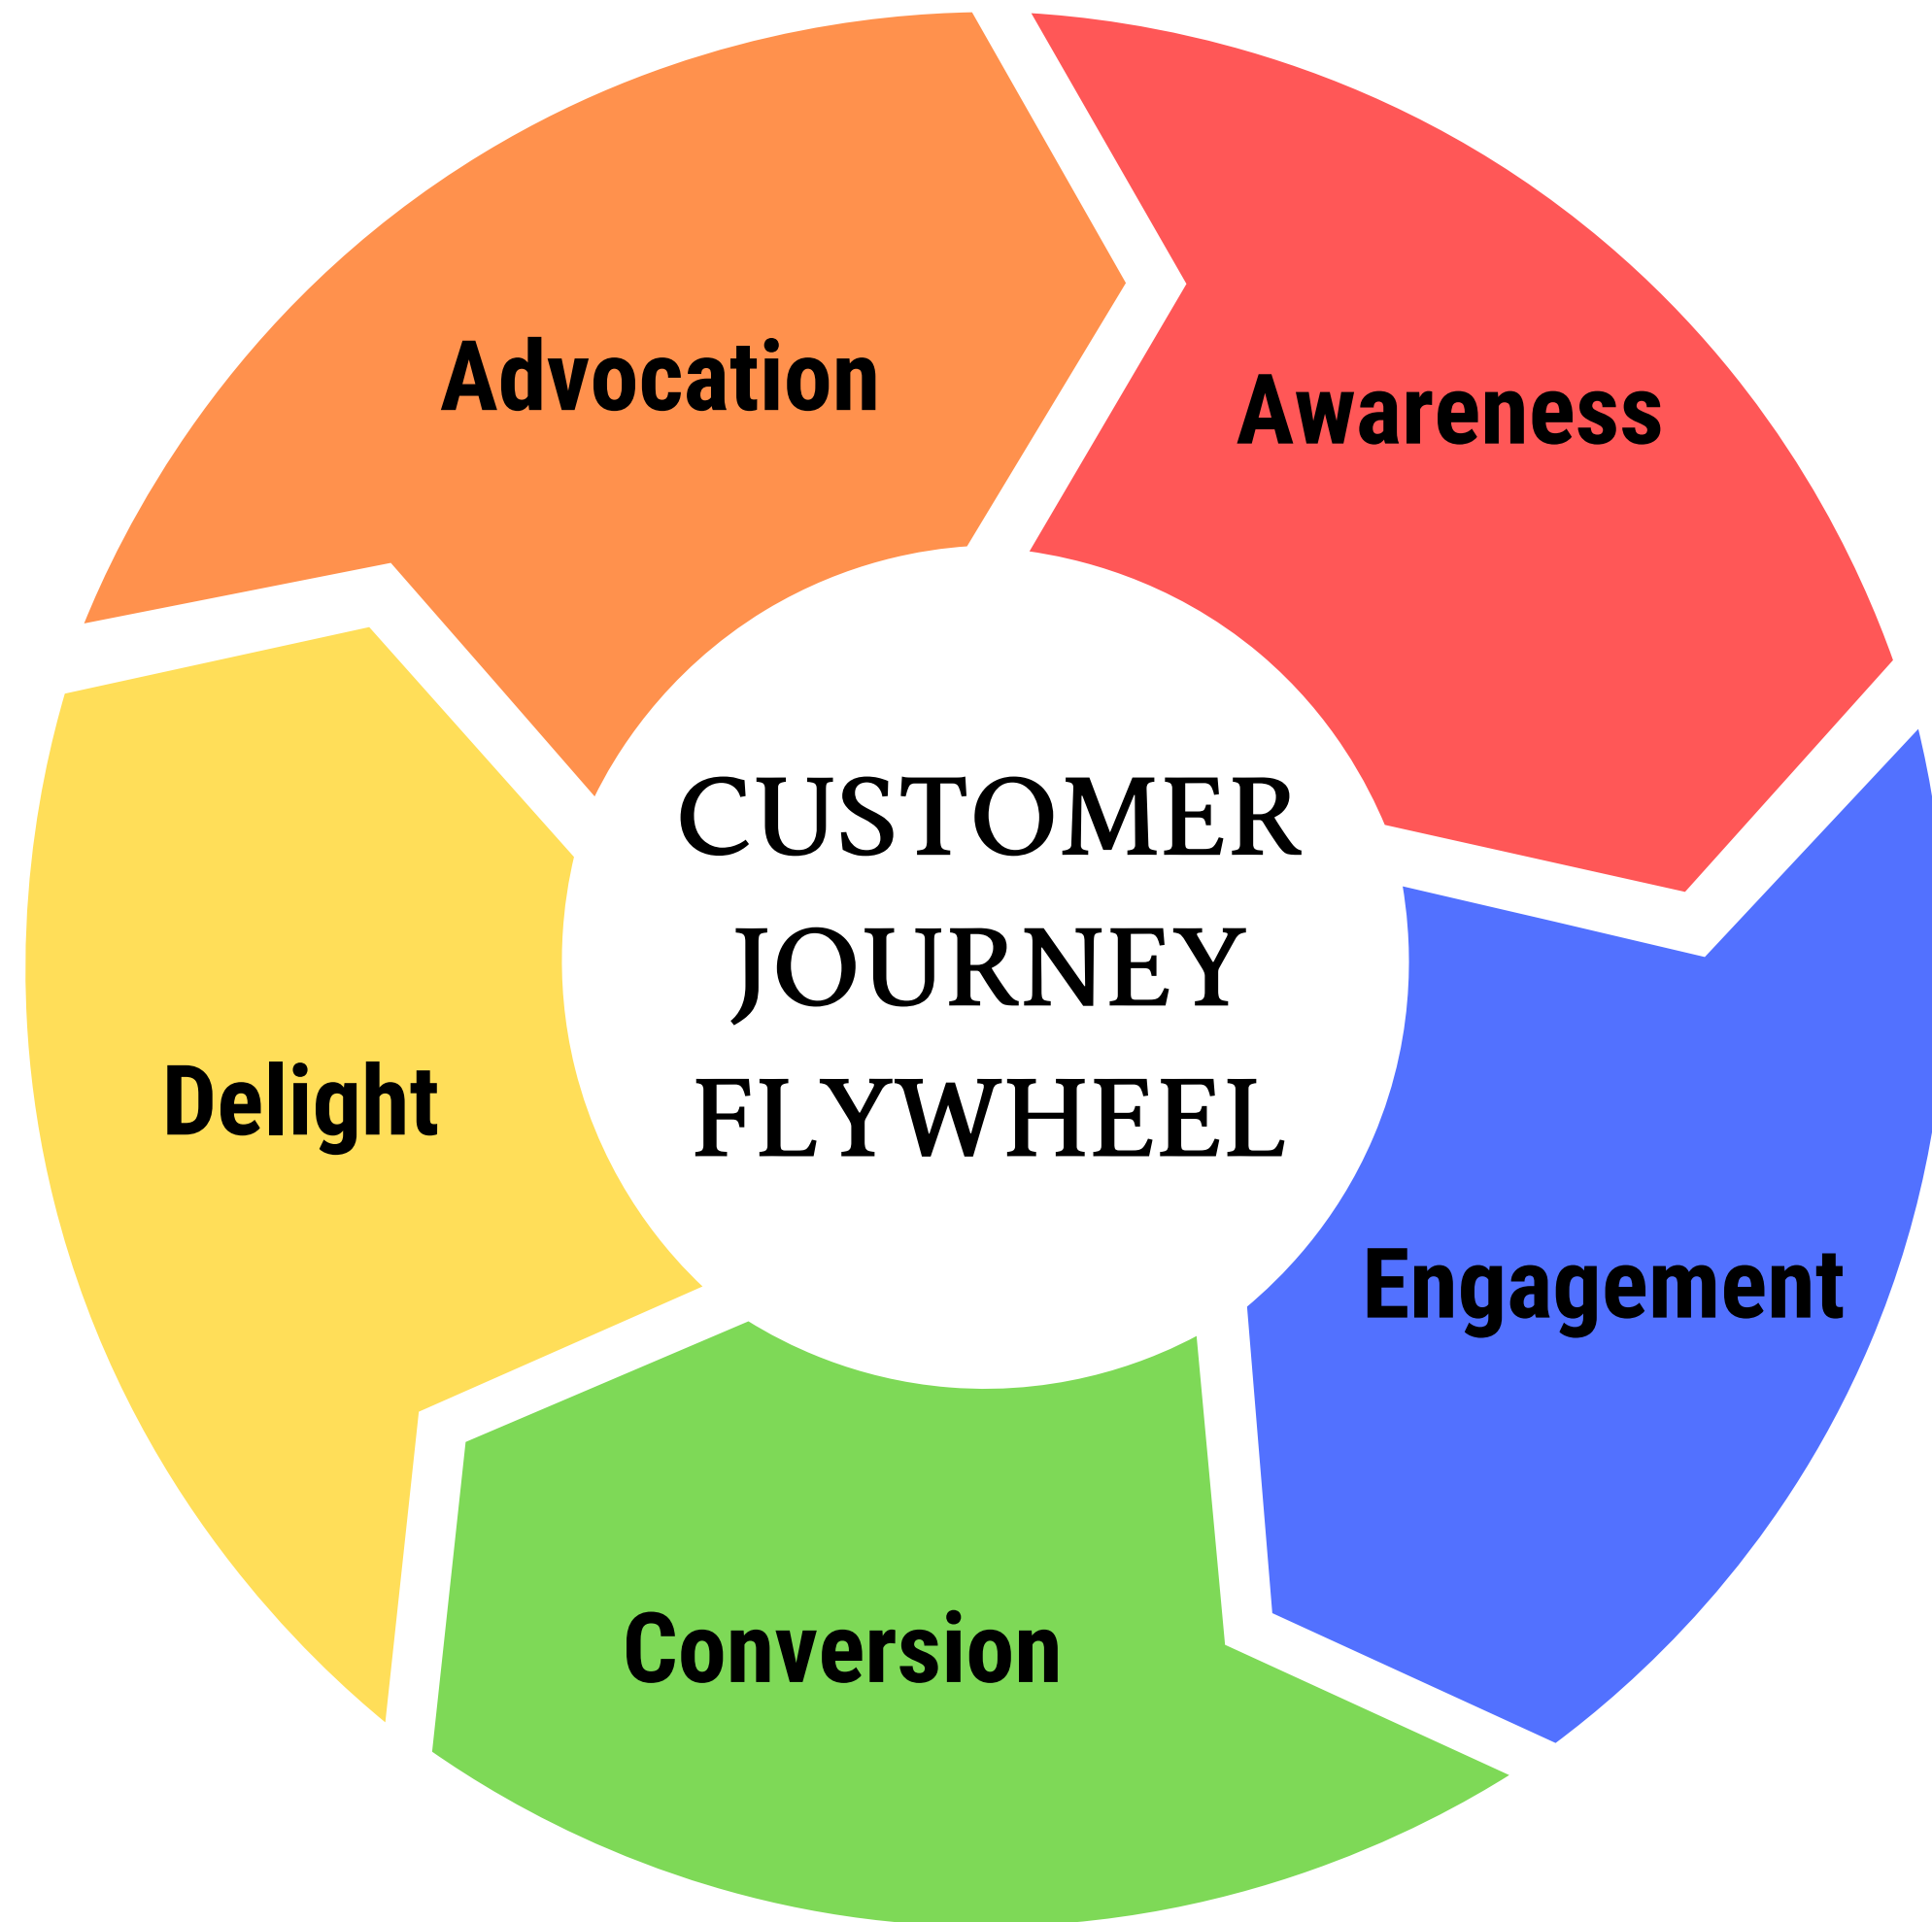 Advocation
Awareness
CUSTOMER
JOURNEY
FLYWHEEL
Delight
Engagement
Conversion